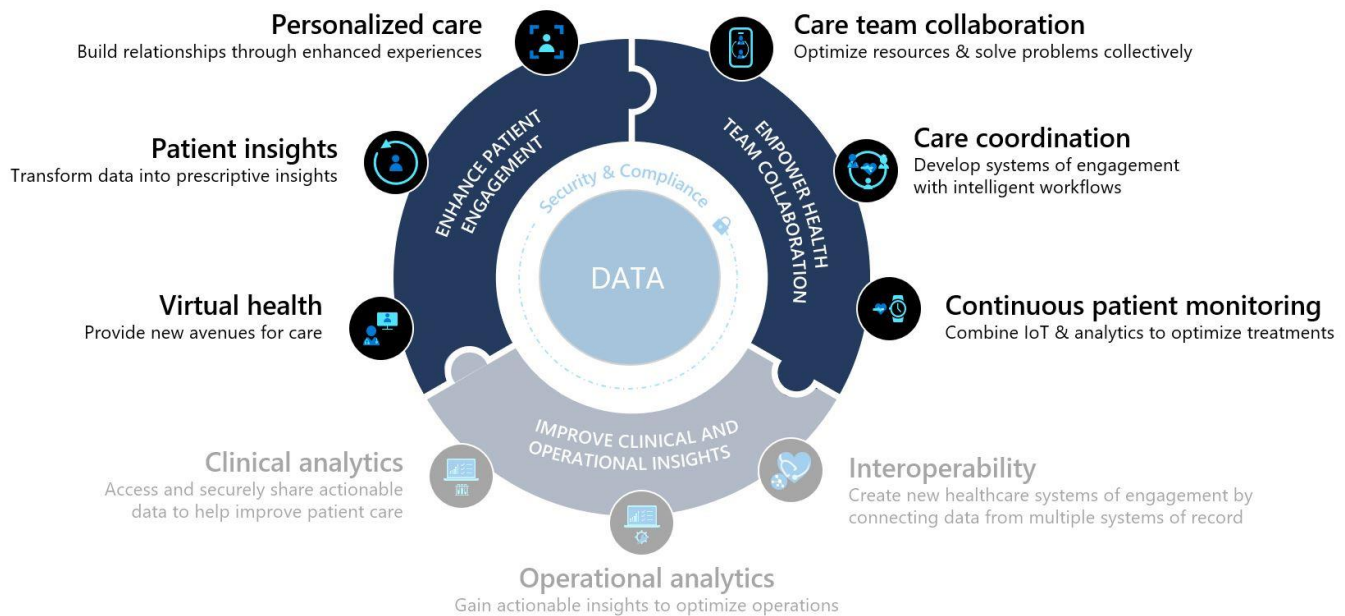 Personalized care
Build relationships through enhanced experiences
Care team collaboration
Optimize resources & solve problems collectively
Patient insights
Transform data into prescriptive insights
Care coordination
Develop systems of engagement
with intelligent workflows
Virtual health
Provide new avenues for care
Continuous patient monitoring
Combine IoT & analytics to optimize treatments
ENHANCE PATIENT
ENGAGEMENT
EMPOWER HEALTH
TEAM COLLABORATION
Security & Compliance
DATA
IMPROVE CLINICAL AND
OPERATIONAL INSIGHTS
Clinical analytics
Access and securely share actionable
data to help improve patient care
Interoperability
Create new healthcare systems of engagement by
connecting data from multiple systems of record
Operational analytics
Gain actionable insights to optimize operations